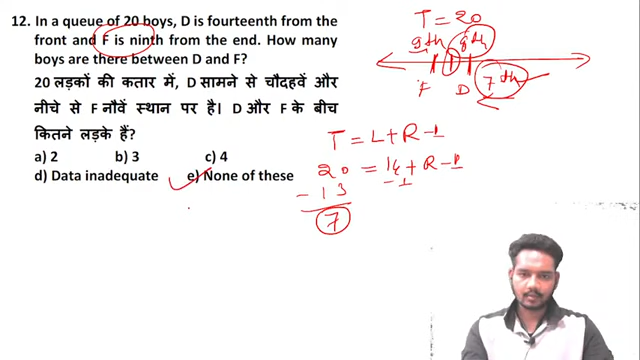 12. In a queue of 20 boys, D is fourteenth from the
front and F is ninth from the end. How many
boys are there between D and F?
20 लड़कों की कतार में, D सामने से चौदहवें और
नीचे से F नौवें स्थान पर है। D और F के बीच
कितने लड़के हैं?
a) 2 b) 3 c) 4
d) Data inadequate e) None of these
T = 20
9th 8th
7th
F D
T = L + R - 1
20 = 14 + R - 1
- 1
- 13
7